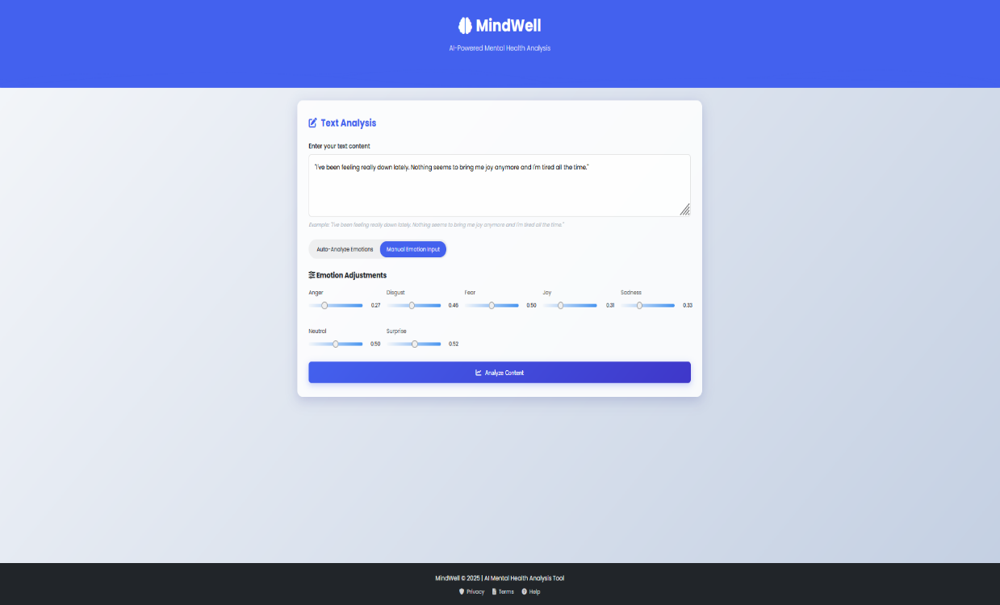 MindWell
AI-Powered Mental Health Analysis
Text Analysis
Enter your text content
"I've been feeling really down lately. Nothing seems to bring me joy anymore and I'm tired all the time."
Example: "I've been feeling really down lately. Nothing seems to bring me joy anymore and I'm tired all the time."
Auto-Analyze Emotions Manual Emotion Input
Emotion Adjustments
Anger Disgust Fear Joy Sadness
0.27 0.46 0.50 0.31 0.33
Neutral Surprise
0.50 0.52
Analyze Content
MindWell © 2025 | AI Mental Health Analysis Tool
Privacy Terms Help